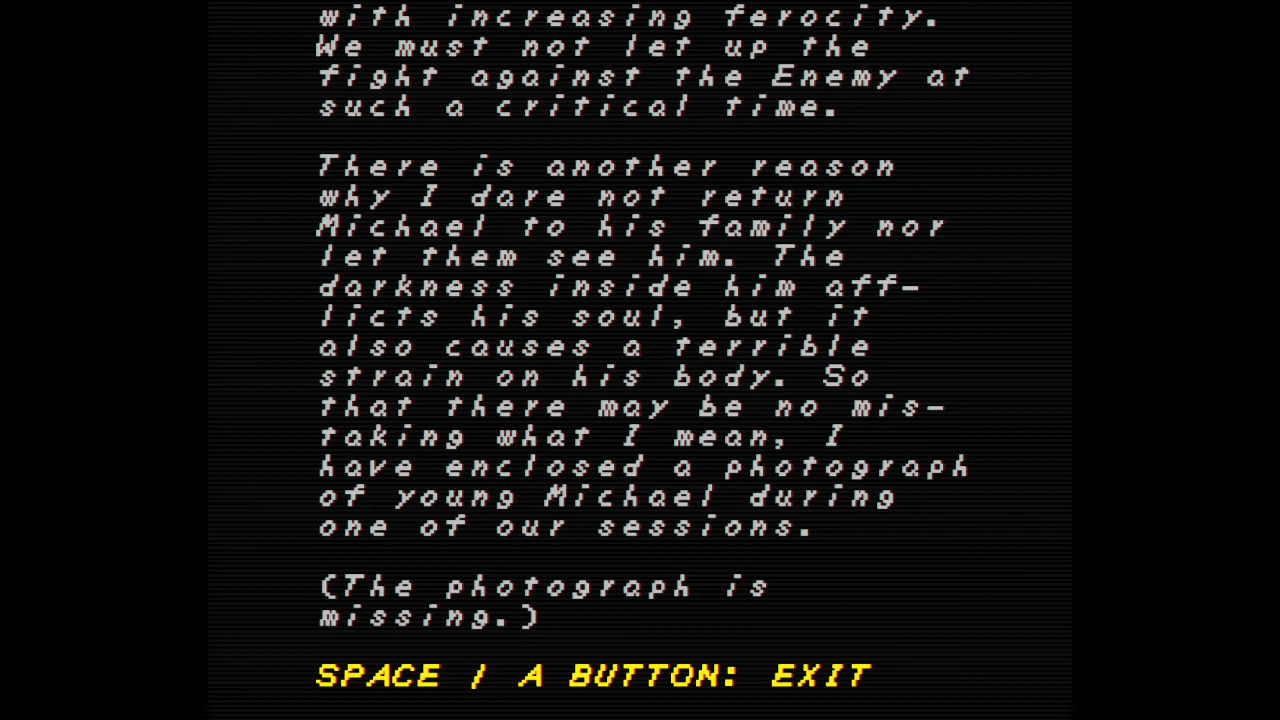 with increasing ferocity.
We must not let up the
fight against the Enemy at
such a critical time.
There is another reason
why I dare not return
Michael to his family nor
let them see him. The
darkness inside him aff-
licts his soul, but it
also causes a terrible
strain on his body. So
that there may be no mis-
taking what I mean, I
have enclosed a photograph
of young Michael during
one of our sessions.
(The photograph is
missing.)
SPACE / A BUTTON: EXIT